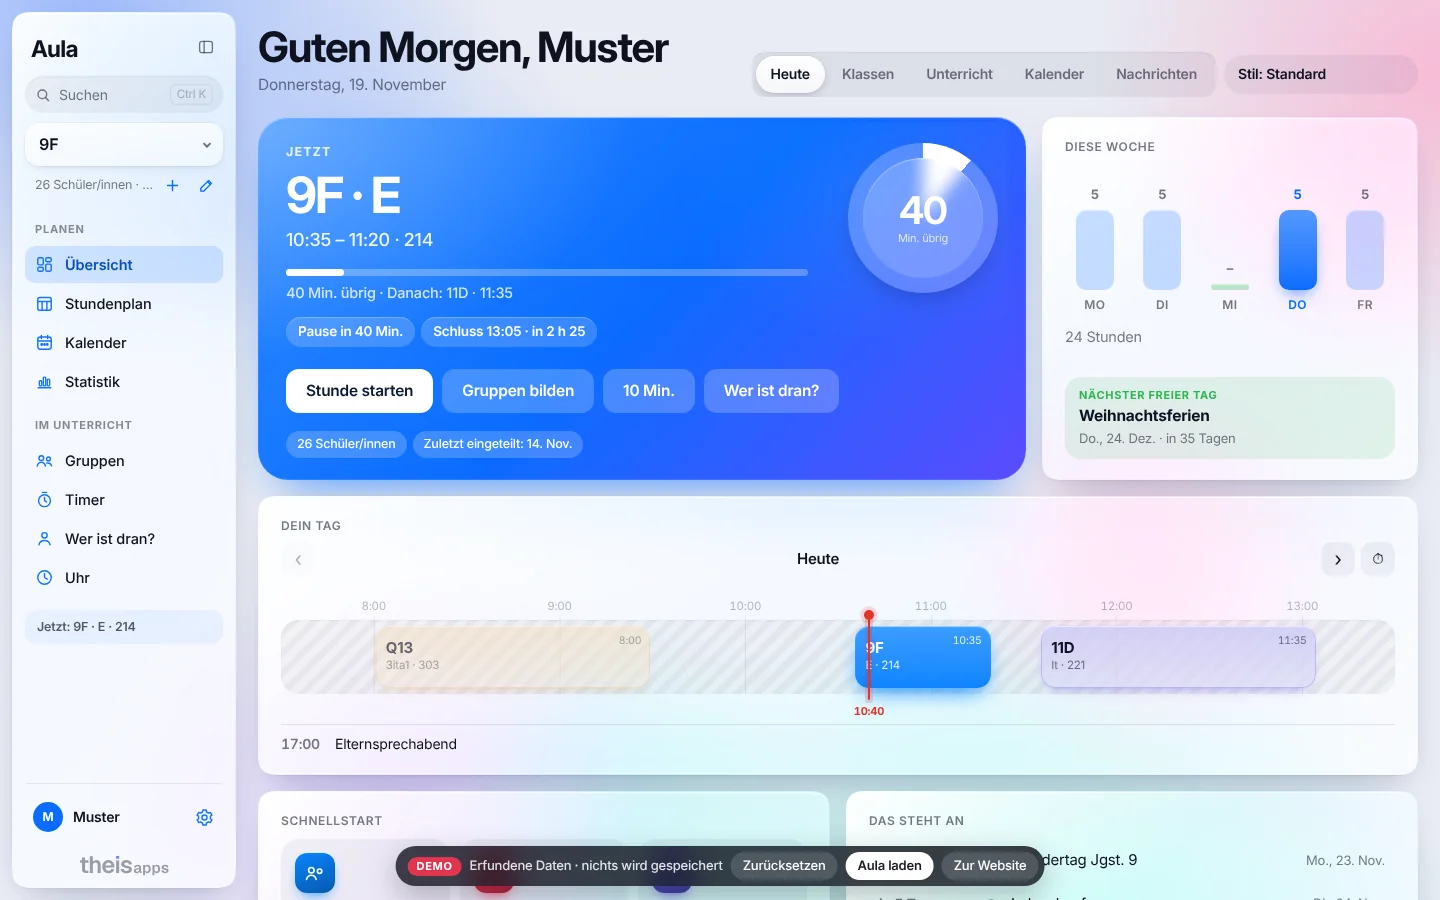 Aula
Suchen
Ctrl K
9F
26 Schüler/innen · ...
PLANEN
Übersicht
Stundenplan
Kalender
Statistik
IM UNTERRICHT
Gruppen
Timer
Wer ist dran?
Uhr
Jetzt: 9F · E · 214
M
Muster
theisapps
Guten Morgen, Muster
Donnerstag, 19. November
Heute
Klassen
Unterricht
Kalender
Nachrichten
Stil: Standard
JETZT
9F · E
10:35 – 11:20 · 214
40
Min. übrig
40 Min. übrig · Danach: 11D · 11:35
Pause in 40 Min.
Schluss 13:05 · in 2 h 25
Stunde starten
Gruppen bilden
10 Min.
Wer ist dran?
26 Schüler/innen
Zuletzt eingeteilt: 14. Nov.
DIESE WOCHE
5
5
–
5
5
MO
DI
MI
DO
FR
24 Stunden
NÄCHSTER FREIER TAG
Weihnachtsferien
Do., 24. Dez. · in 35 Tagen
DEIN TAG
Heute
8:00
9:00
10:00
11:00
12:00
13:00
Q13
8:00
3ita1 · 303
9F
10:35
E · 214
11D
11:35
It · 221
10:40
17:00
Elternsprechabend
SCHNELLSTART
DAS STEHT AN
dertag Jgst. 9
Mo., 23. Nov.
DEMO
Erfundene Daten · nichts wird gespeichert
Zurücksetzen
Aula laden
Zur Website